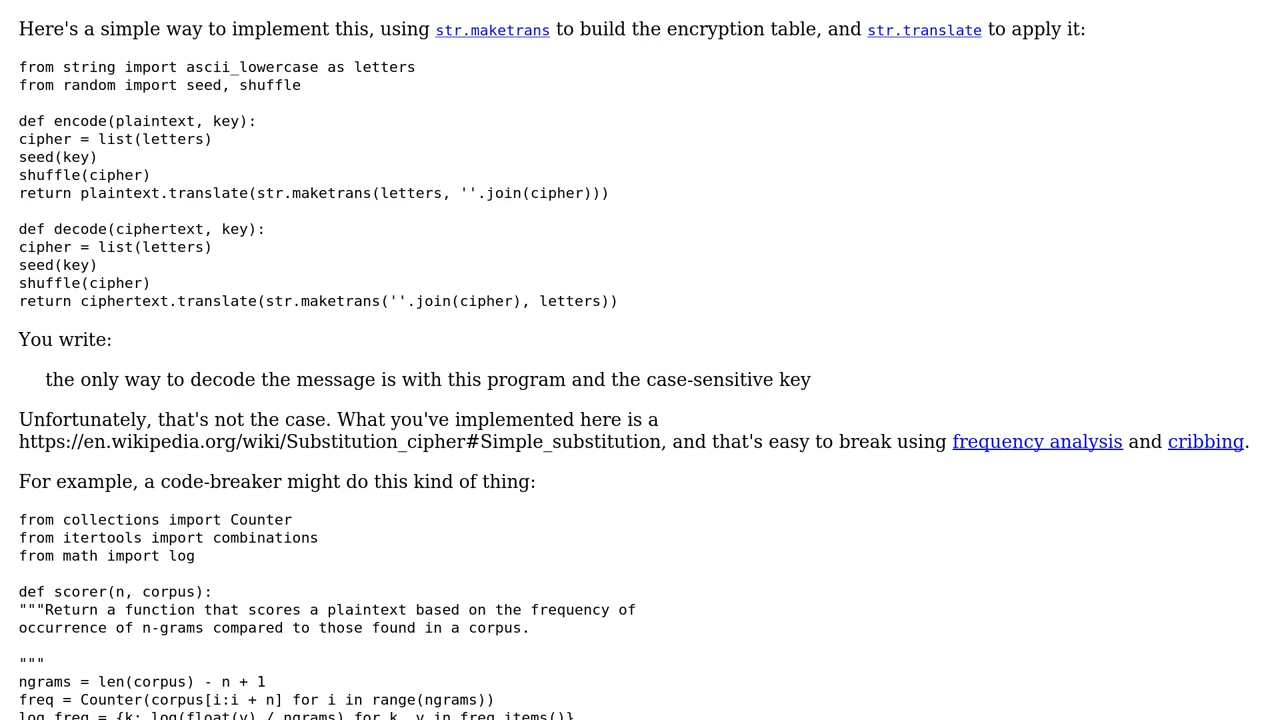 Here's a simple way to implement this, using str.maketrans to build the encryption table, and str.translate to apply it:
from string import ascii_lowercase as letters
from random import seed, shuffle
def encode(plaintext, key):
cipher = list(letters)
seed(key)
shuffle(cipher)
return plaintext.translate(str.maketrans(letters, ''.join(cipher)))
def decode(ciphertext, key):
cipher = list(letters)
seed(key)
shuffle(cipher)
return ciphertext.translate(str.maketrans(''.join(cipher), letters))
You write:
the only way to decode the message is with this program and the case-sensitive key
Unfortunately, that's not the case. What you've implemented here is a
https://en.wikipedia.org/wiki/Substitution_cipher#Simple_substitution, and that's easy to break using frequency analysis and cribbing.
For example, a code-breaker might do this kind of thing:
from collections import Counter
from itertools import combinations
from math import log
def scorer(n, corpus):
"""Return a function that scores a plaintext based on the frequency of
occurrence of n-grams compared to those found in a corpus.
"""
ngrams = len(corpus) - n + 1
freq = Counter(corpus[i:i + n] for i in range(ngrams))
log_freq = {k: log(float(v) / ngrams) for k, v in freq.items()}